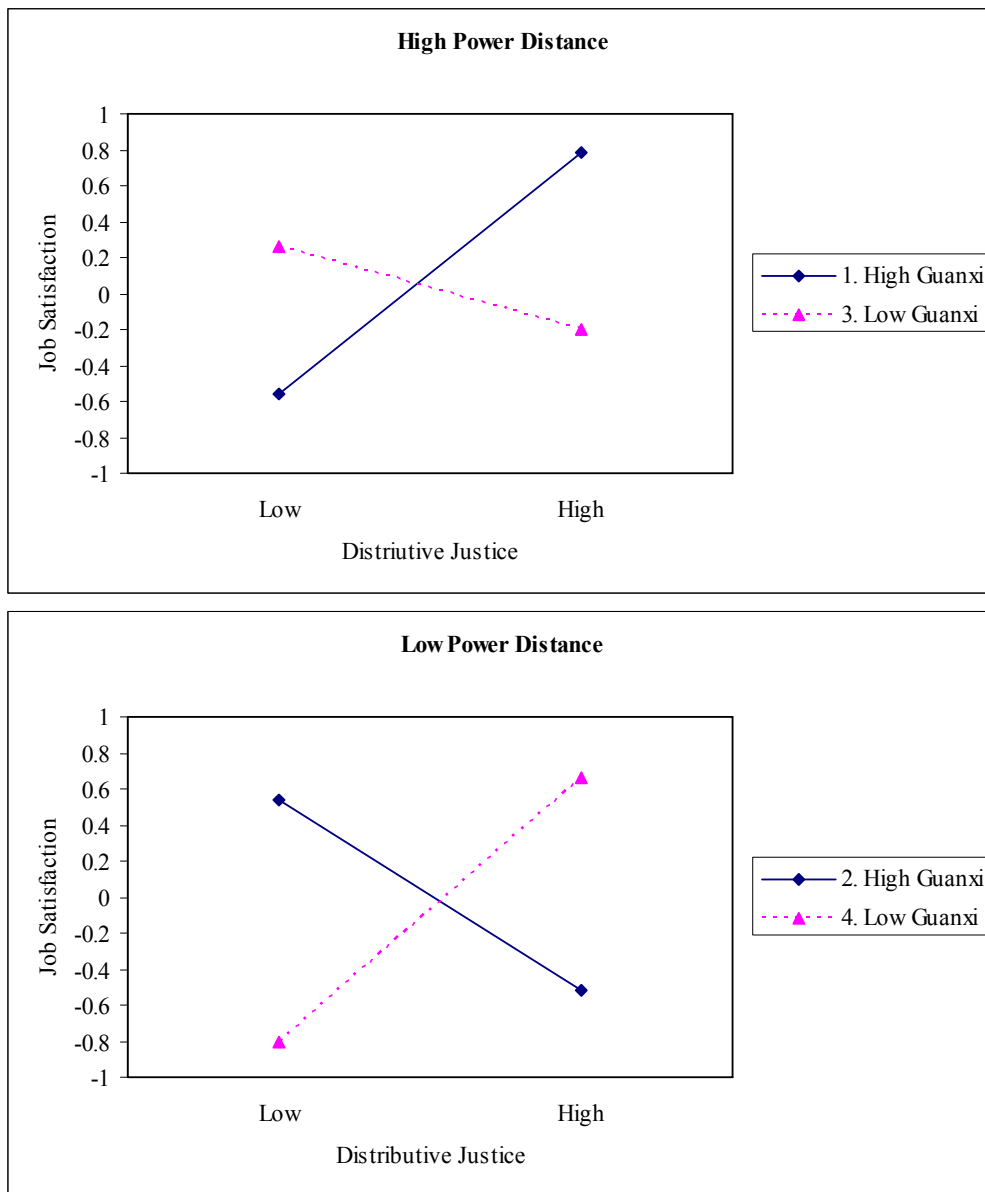 High Power Distance
1
0.8
0.6
0.4
0.2
0
-0.2
-0.4
-0.6
-0.8
-1
Job Satisfaction
Low High
Distriutive Justice
1. High Guanxi
3. Low Guanxi
Low Power Distance
1
0.8
0.6
0.4
0.2
0
-0.2
-0.4
-0.6
-0.8
-1
Job Satisfaction
Low High
Distributive Justice
2. High Guanxi
4. Low Guanxi